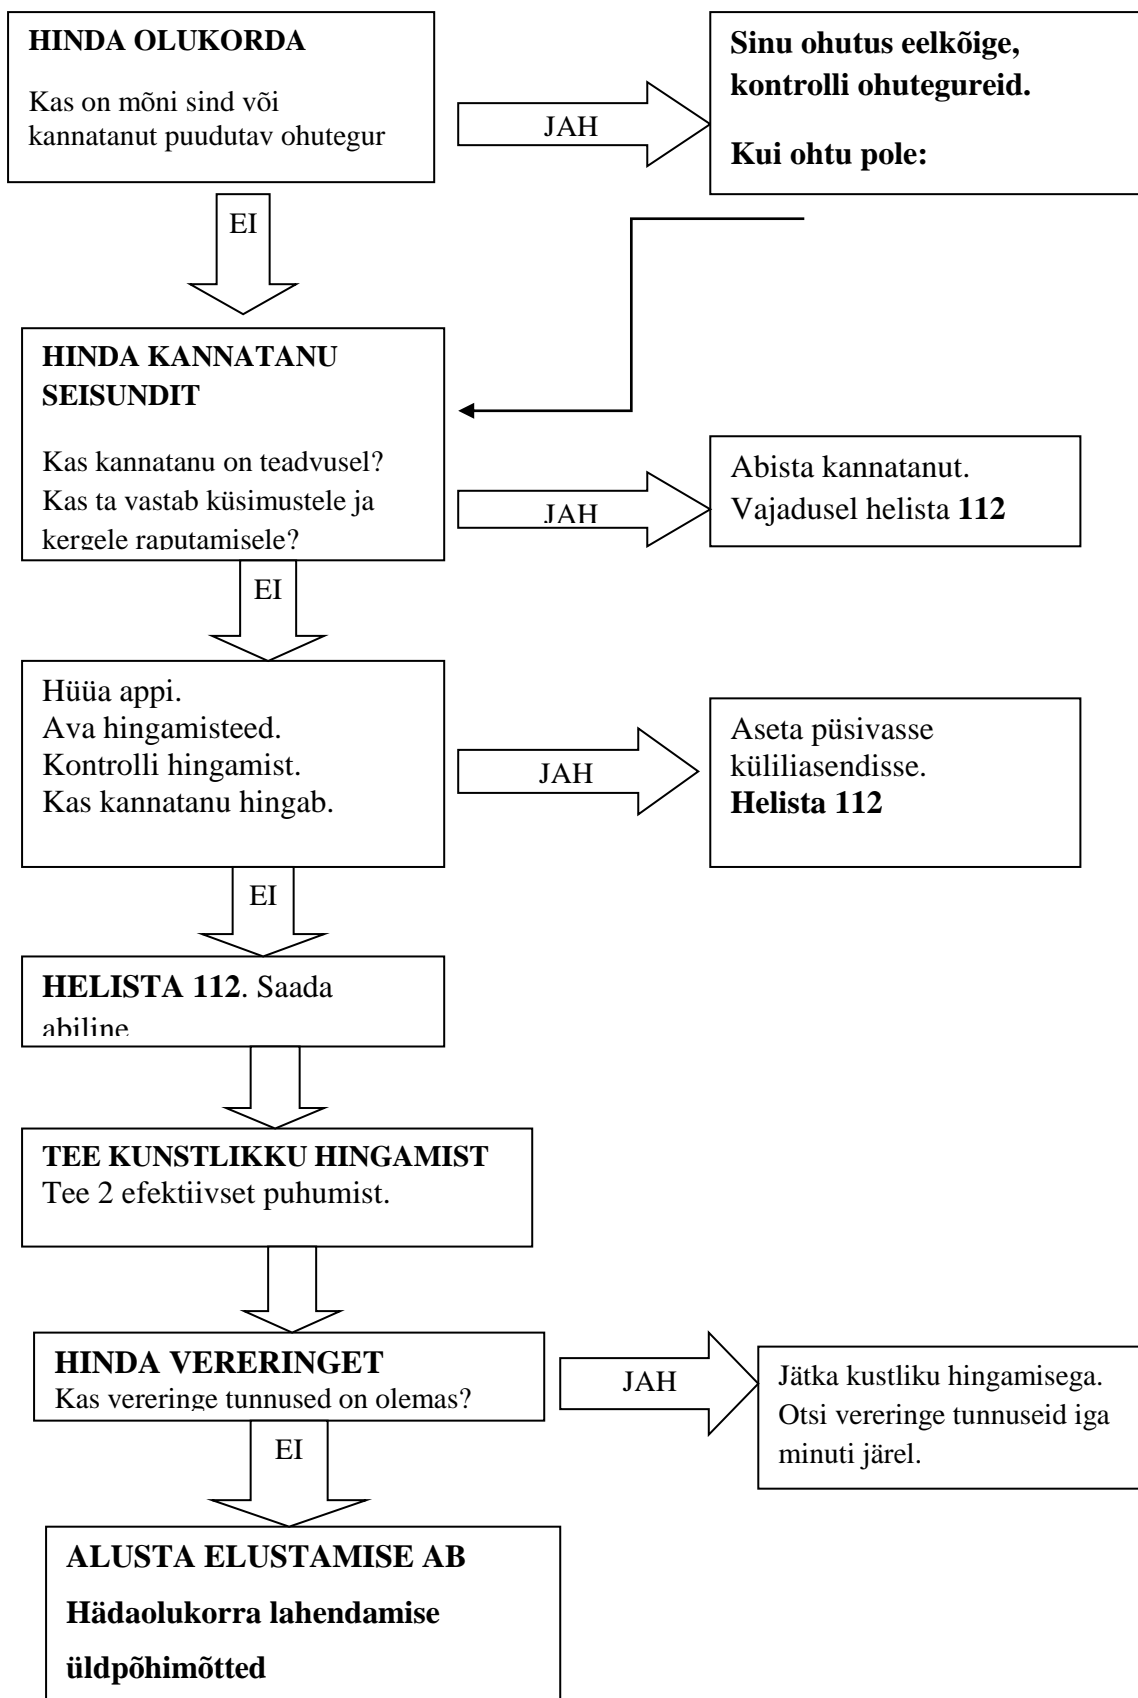 HINDA OLUKORDA
Kas on mõni sind või
kannatanut puudutav ohutegur
JAH
Sinu ohutus eelkõige,
kontrolli ohutegureid.
Kui ohtu pole:
EI
HINDA KANNATANU
SEISUNDIT
Kas kannatanu on teadvusel?
Kas ta vastab küsimustele ja
kergele raputamisele?
JAH
Abista kannatanut.
Vajadusel helista 112
EI
Hüüa appi.
Ava hingamisteed.
Kontrolli hingamist.
Kas kannatanu hingab.
JAH
Aseta püsivasse
küliliasendisse.
Helista 112
EI
HELISTA 112. Saada
abiline
TEE KUNSTLIKKU HINGAMIST
Tee 2 efektiivset puhumist.
HINDA VERERINGET
Kas vereringe tunnused on olemas?
JAH
Jätka kustliku hingamisega.
Otsi vereringe tunnuseid iga
minuti järel.
EI
ALUSTA ELUSTAMISE AB
Hädaolukorra lahendamise
üldpõhimõtted